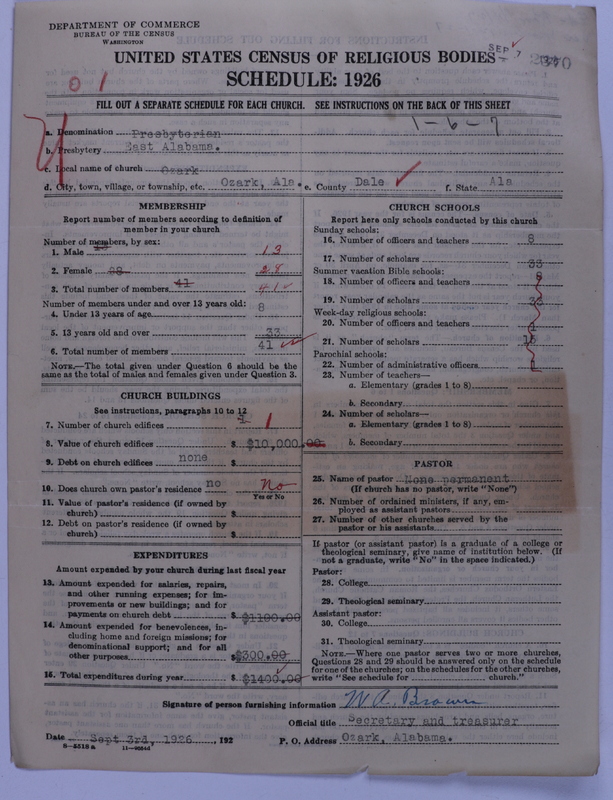 DEPARTMENT OF COMMERCE
BUREAU OF THE CENSUS
WASHINGTON
SEP 7
UNITED STATES CENSUS OF RELIGIOUS BODIES
SCHEDULE: 1926
0 1
FILL OUT A SEPARATE SCHEDULE FOR EACH CHURCH. SEE INSTRUCTIONS ON THE BACK OF THIS SHEET
1-6-7
a. Denomination Presbyterian
b. Presbytery East Alabama.
c. Local name of church Ozark
d. City, town, village, or township, etc. Ozark, Ala. e. County Dale f. State Ala
MEMBERSHIP
Report number of members according to definition of
member in your church
Number of members, by sex:
1. Male 13
2. Female 28 28
3. Total number of members 41 41
Number of members under and over 13 years old:
4. Under 13 years of age 8
5. 13 years old and over 33
6. Total number of members 41
NOTE.—The total given under Question 6 should be the
same as the total of males and females given under Question 3.
CHURCH BUILDINGS
See instructions, paragraphs 10 to 12
7. Number of church edifices 1
8. Value of church edifices $ $10,000.00
9. Debt on church edifices none $
10. Does church own pastor's residence no No
Yes or No
11. Value of pastor's residence (if owned by
church) $
12. Debt on pastor's residence (if owned by
church) $
EXPENDITURES
Amount expended by your church during last fiscal year
13. Amount expended for salaries, repairs,
and other running expenses; for im-
provements or new buildings; and for
payments on church debt $ $1100.00
14. Amount expended for benevolences, in-
cluding home and foreign missions; for
denominational support; and for all
other purposes $ $300.00
15. Total expenditures during year $ $1400.00
CHURCH SCHOOLS
Report here only schools conducted by this church
Sunday schools:
16. Number of officers and teachers 8
17. Number of scholars 33
Summer vacation Bible schools:
18. Number of officers and teachers 8
19. Number of scholars 33
Week-day religious schools:
20. Number of officers and teachers
21. Number of scholars
Parochial schools:
22. Number of administrative officers
23. Number of teachers—
a. Elementary (grades 1 to 8)
b. Secondary
24. Number of scholars—
a. Elementary (grades 1 to 8)
b. Secondary
PASTOR
25. Name of pastor None permanent
(If church has no pastor, write "None")
26. Number of ordained ministers, if any, em-
ployed as assistant pastors
27. Number of other churches served by the
pastor or his assistants
If pastor (or assistant pastor) is a graduate of a college or
theological seminary, give name of institution below. (If
not a graduate, write "No" in the space indicated.)
Pastor:
28. College
29. Theological seminary
Assistant pastor:
30. College
31. Theological seminary
NOTE.—Where one pastor serves two or more churches,
Questions 28 and 29 should be answered only on the schedule
for one of the churches; on the schedules for the other churches,
write "See schedule for church."
Signature of person furnishing information W A Brown
Official title Secretary and treasurer
Date Sept 3rd, 1926 , 192 P. O. Address Ozark, Alabama.